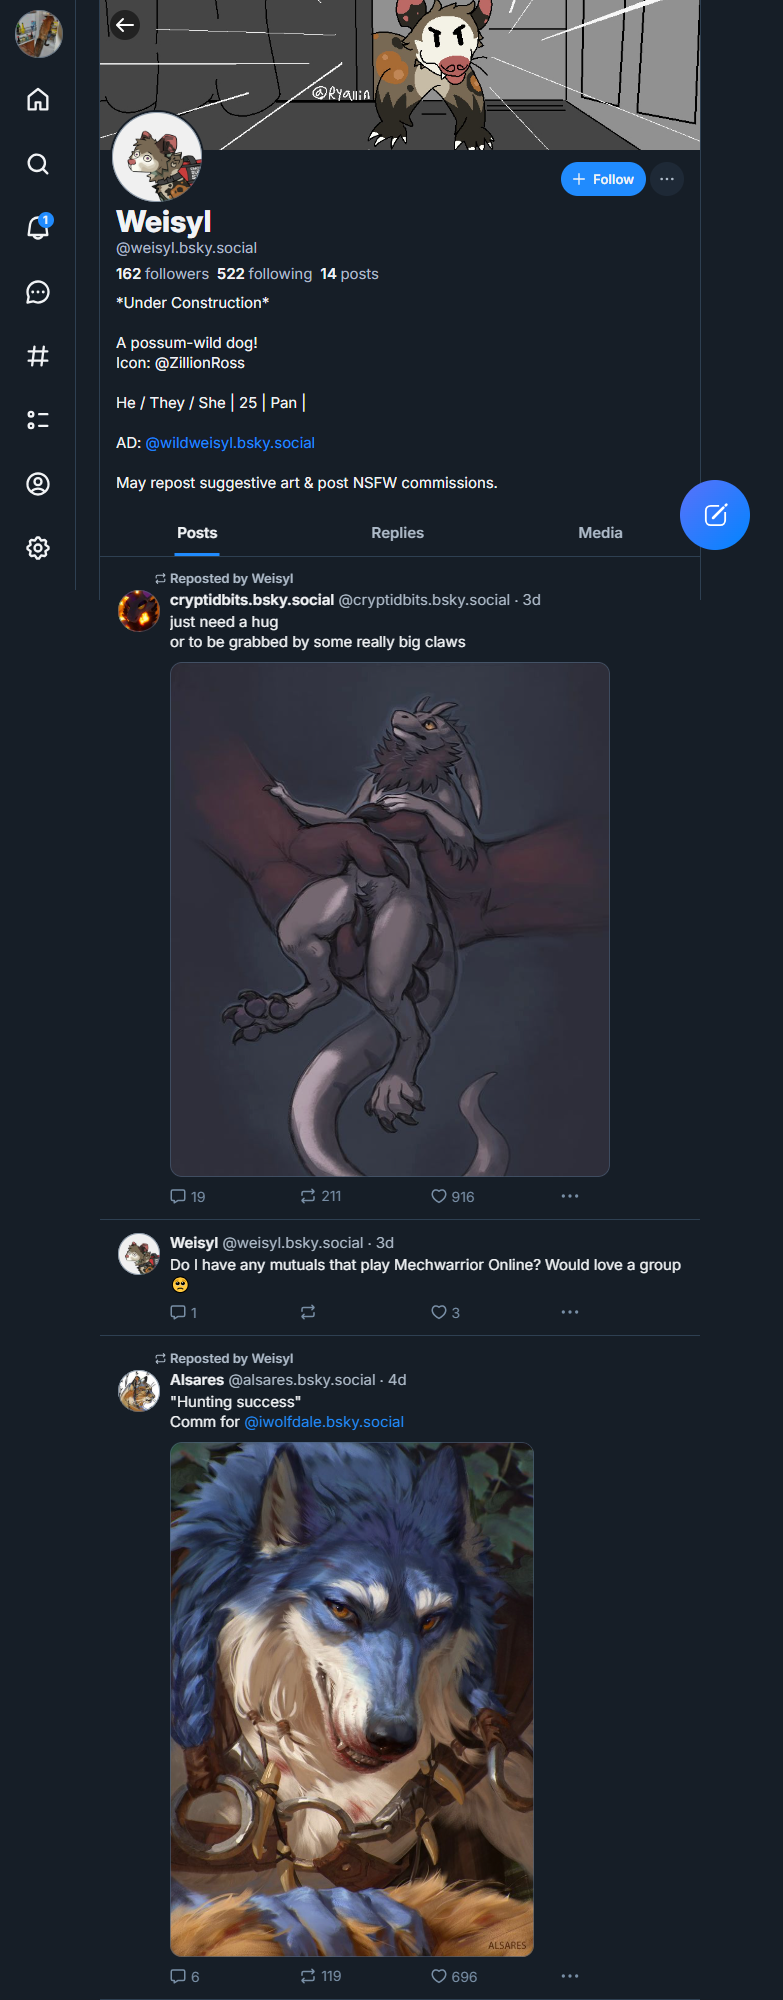 @Ryallin
+ Follow
Weisyl
@weisyl.bsky.social
162 followers 522 following 14 posts
*Under Construction*
A possum-wild dog!
Icon: @ZillionRoss
He / They / She | 25 | Pan |
AD: @wildweisyl.bsky.social
May repost suggestive art & post NSFW commissions.
1
Posts Replies Media
Reposted by Weisyl
cryptidbits.bsky.social @cryptidbits.bsky.social · 3d
just need a hug
or to be grabbed by some really big claws
19 211 916
Weisyl @weisyl.bsky.social · 3d
Do I have any mutuals that play Mechwarrior Online? Would love a group
🥺
1 3
Reposted by Weisyl
Alsares @alsares.bsky.social · 4d
"Hunting success"
Comm for @iwolfdale.bsky.social
ALSARES
6 119 696